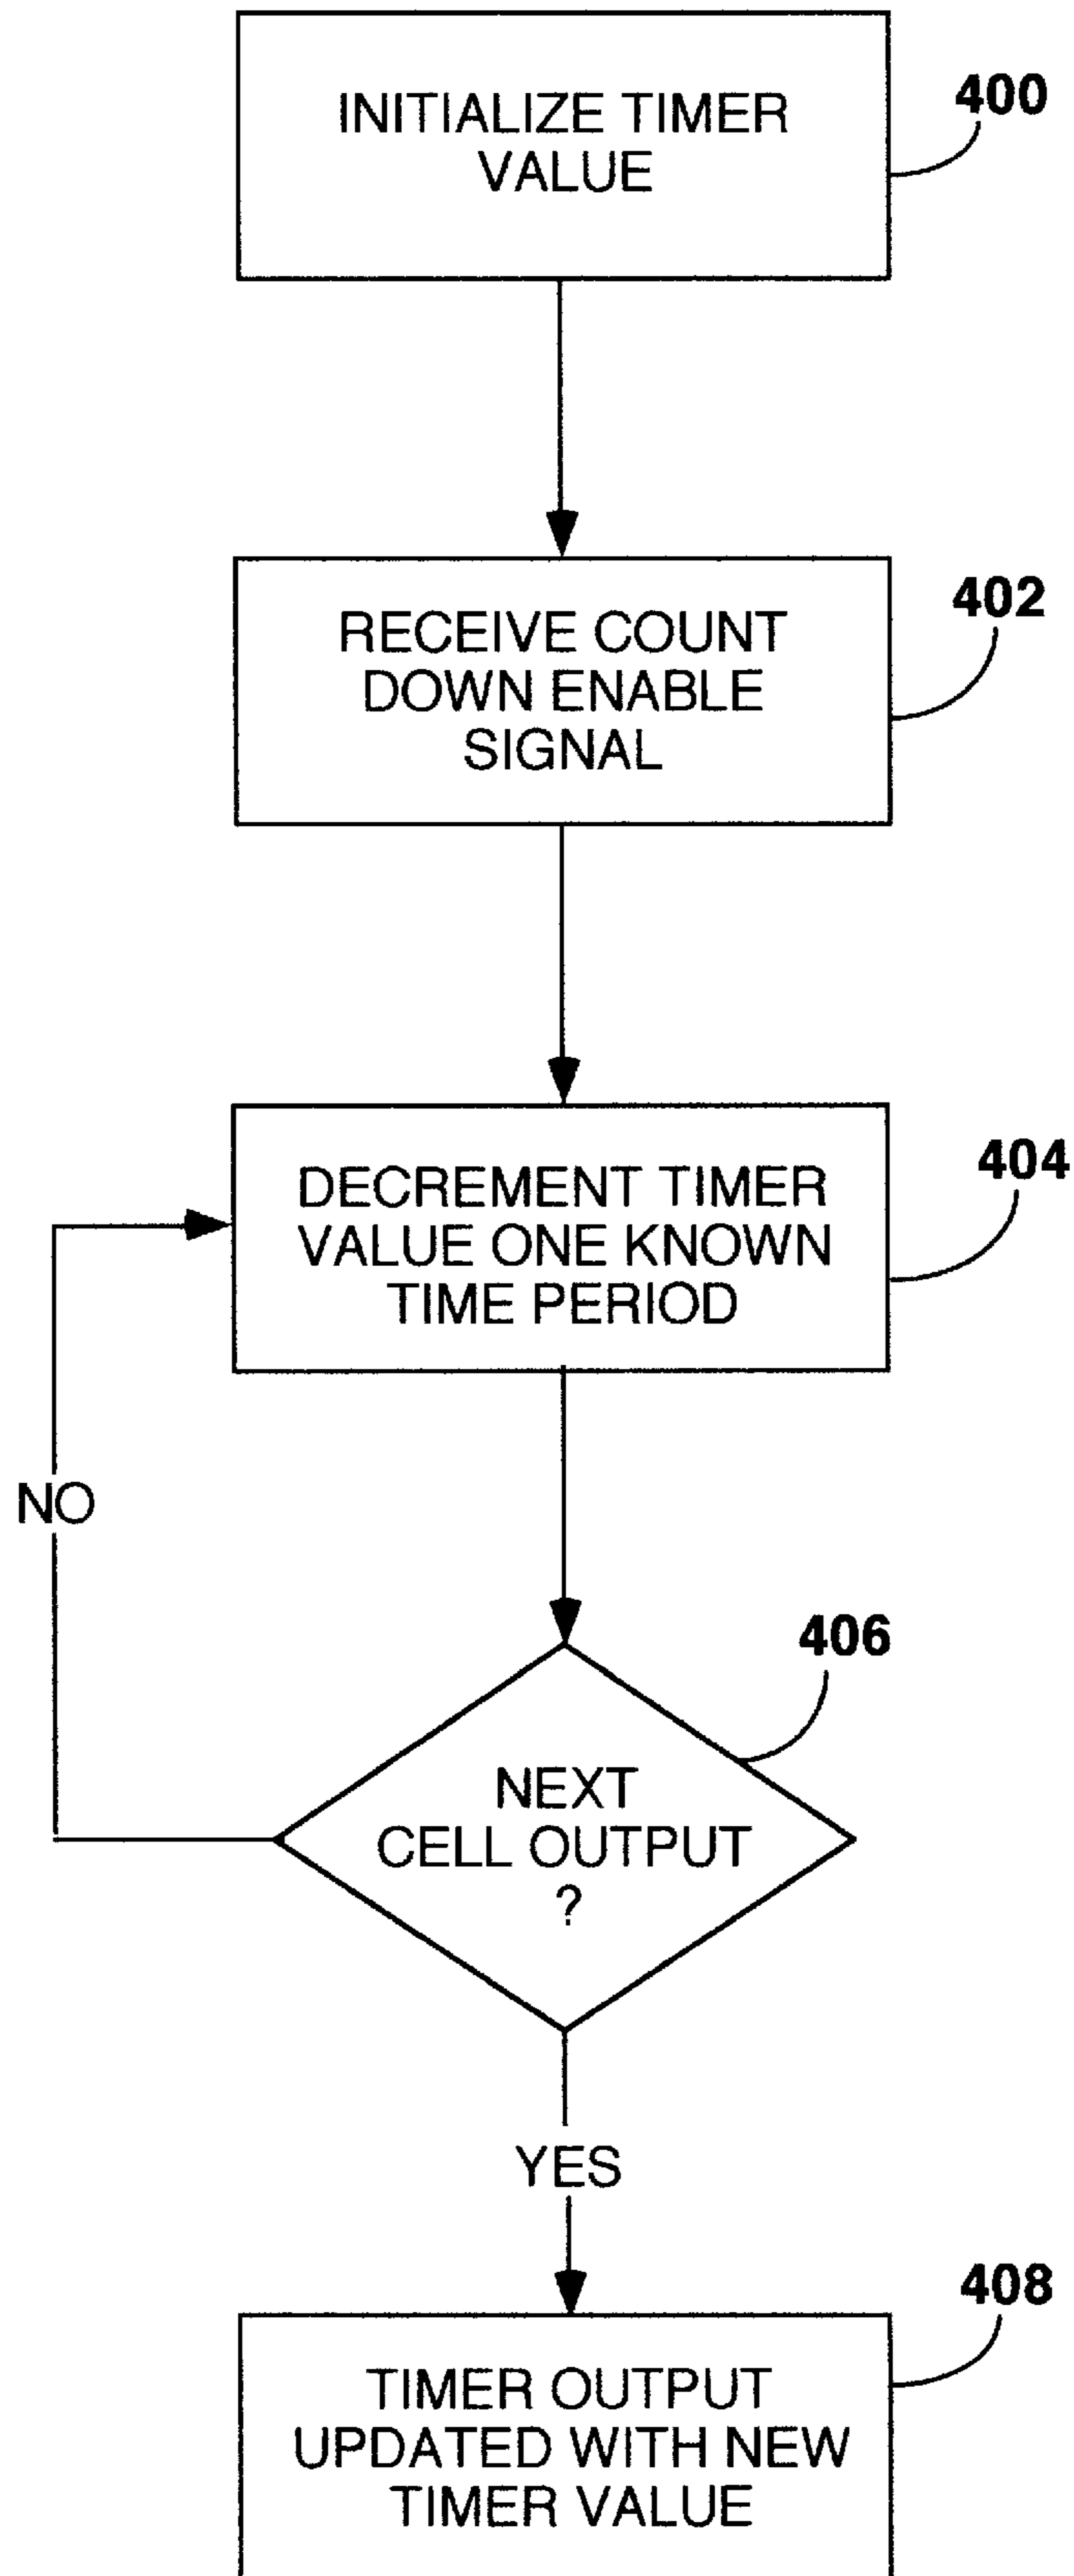 INITIALIZE TIMER
VALUE
400
RECEIVE COUNT
DOWN ENABLE
SIGNAL
402
DECREMENT TIMER
VALUE ONE KNOWN
TIME PERIOD
404
NO
406
NEXT
CELL OUTPUT
?
YES
408
TIMER OUTPUT
UPDATED WITH NEW
TIMER VALUE